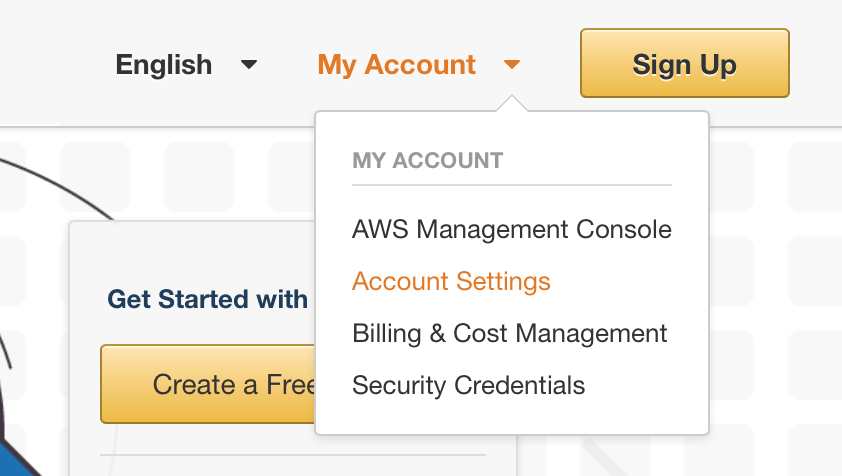 English
My Account
Sign Up
MY ACCOUNT
AWS Management Console
Account Settings
Billing & Cost Management
Security Credentials
Get Started with
Create a Free